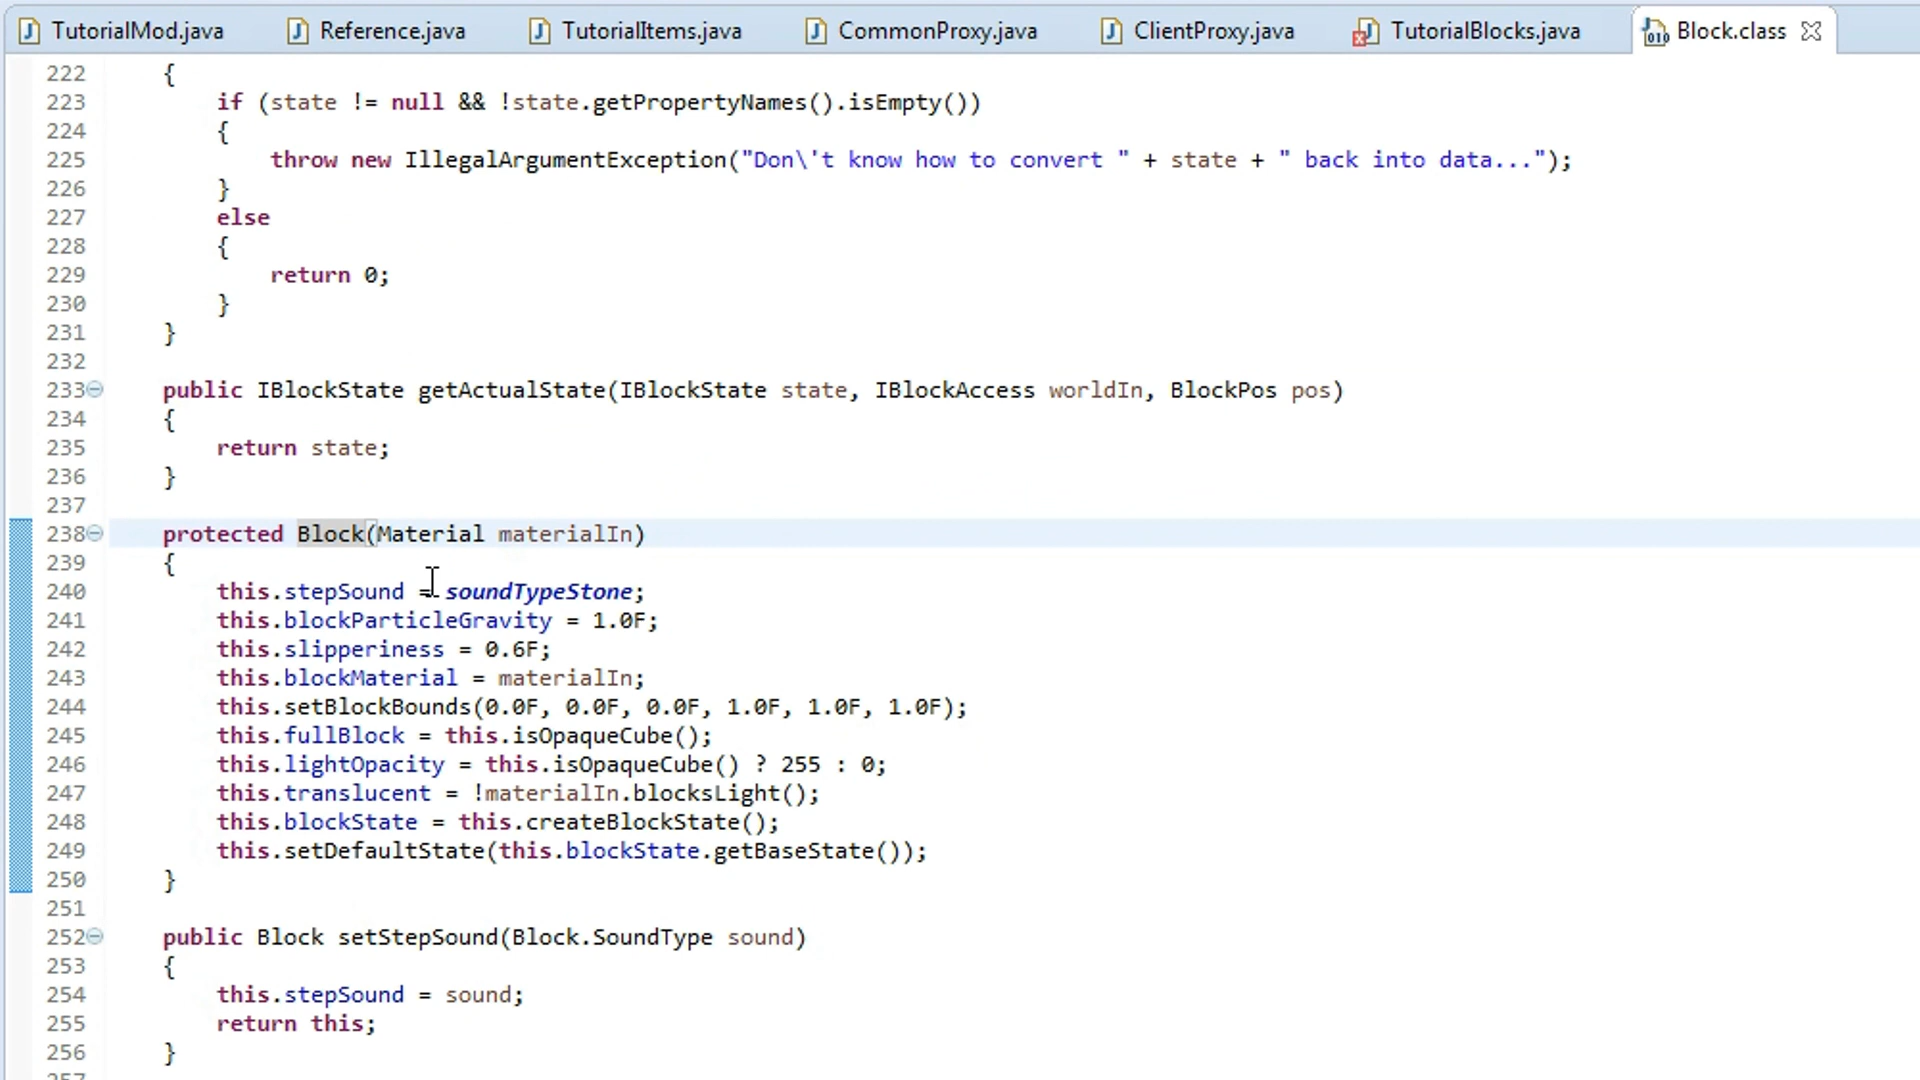 TutorialMod.java Reference.java TutorialItems.java CommonProxy.java ClientProxy.java TutorialBlocks.java Block.class
222 {
223 if (state != null && !state.getPropertyNames().isEmpty())
224 {
225 throw new IllegalArgumentException("Don\'t know how to convert " + state + " back into data...");
226 }
227 else
228 {
229 return 0;
230 }
231 }
232
233 public IBlockState getActualState(IBlockState state, IBlockAccess worldIn, BlockPos pos)
234 {
235 return state;
236 }
237
238 protected Block(Material materialIn)
239 {
240 this.stepSound = soundTypeStone;
241 this.blockParticleGravity = 1.0F;
242 this.slipperiness = 0.6F;
243 this.blockMaterial = materialIn;
244 this.setBlockBounds(0.0F, 0.0F, 0.0F, 1.0F, 1.0F, 1.0F);
245 this.fullBlock = this.isOpaqueCube();
246 this.lightOpacity = this.isOpaqueCube() ? 255 : 0;
247 this.translucent = !materialIn.blocksLight();
248 this.blockState = this.createBlockState();
249 this.setDefaultState(this.blockState.getBaseState());
250 }
251
252 public Block setStepSound(Block.SoundType sound)
253 {
254 this.stepSound = sound;
255 return this;
256 }